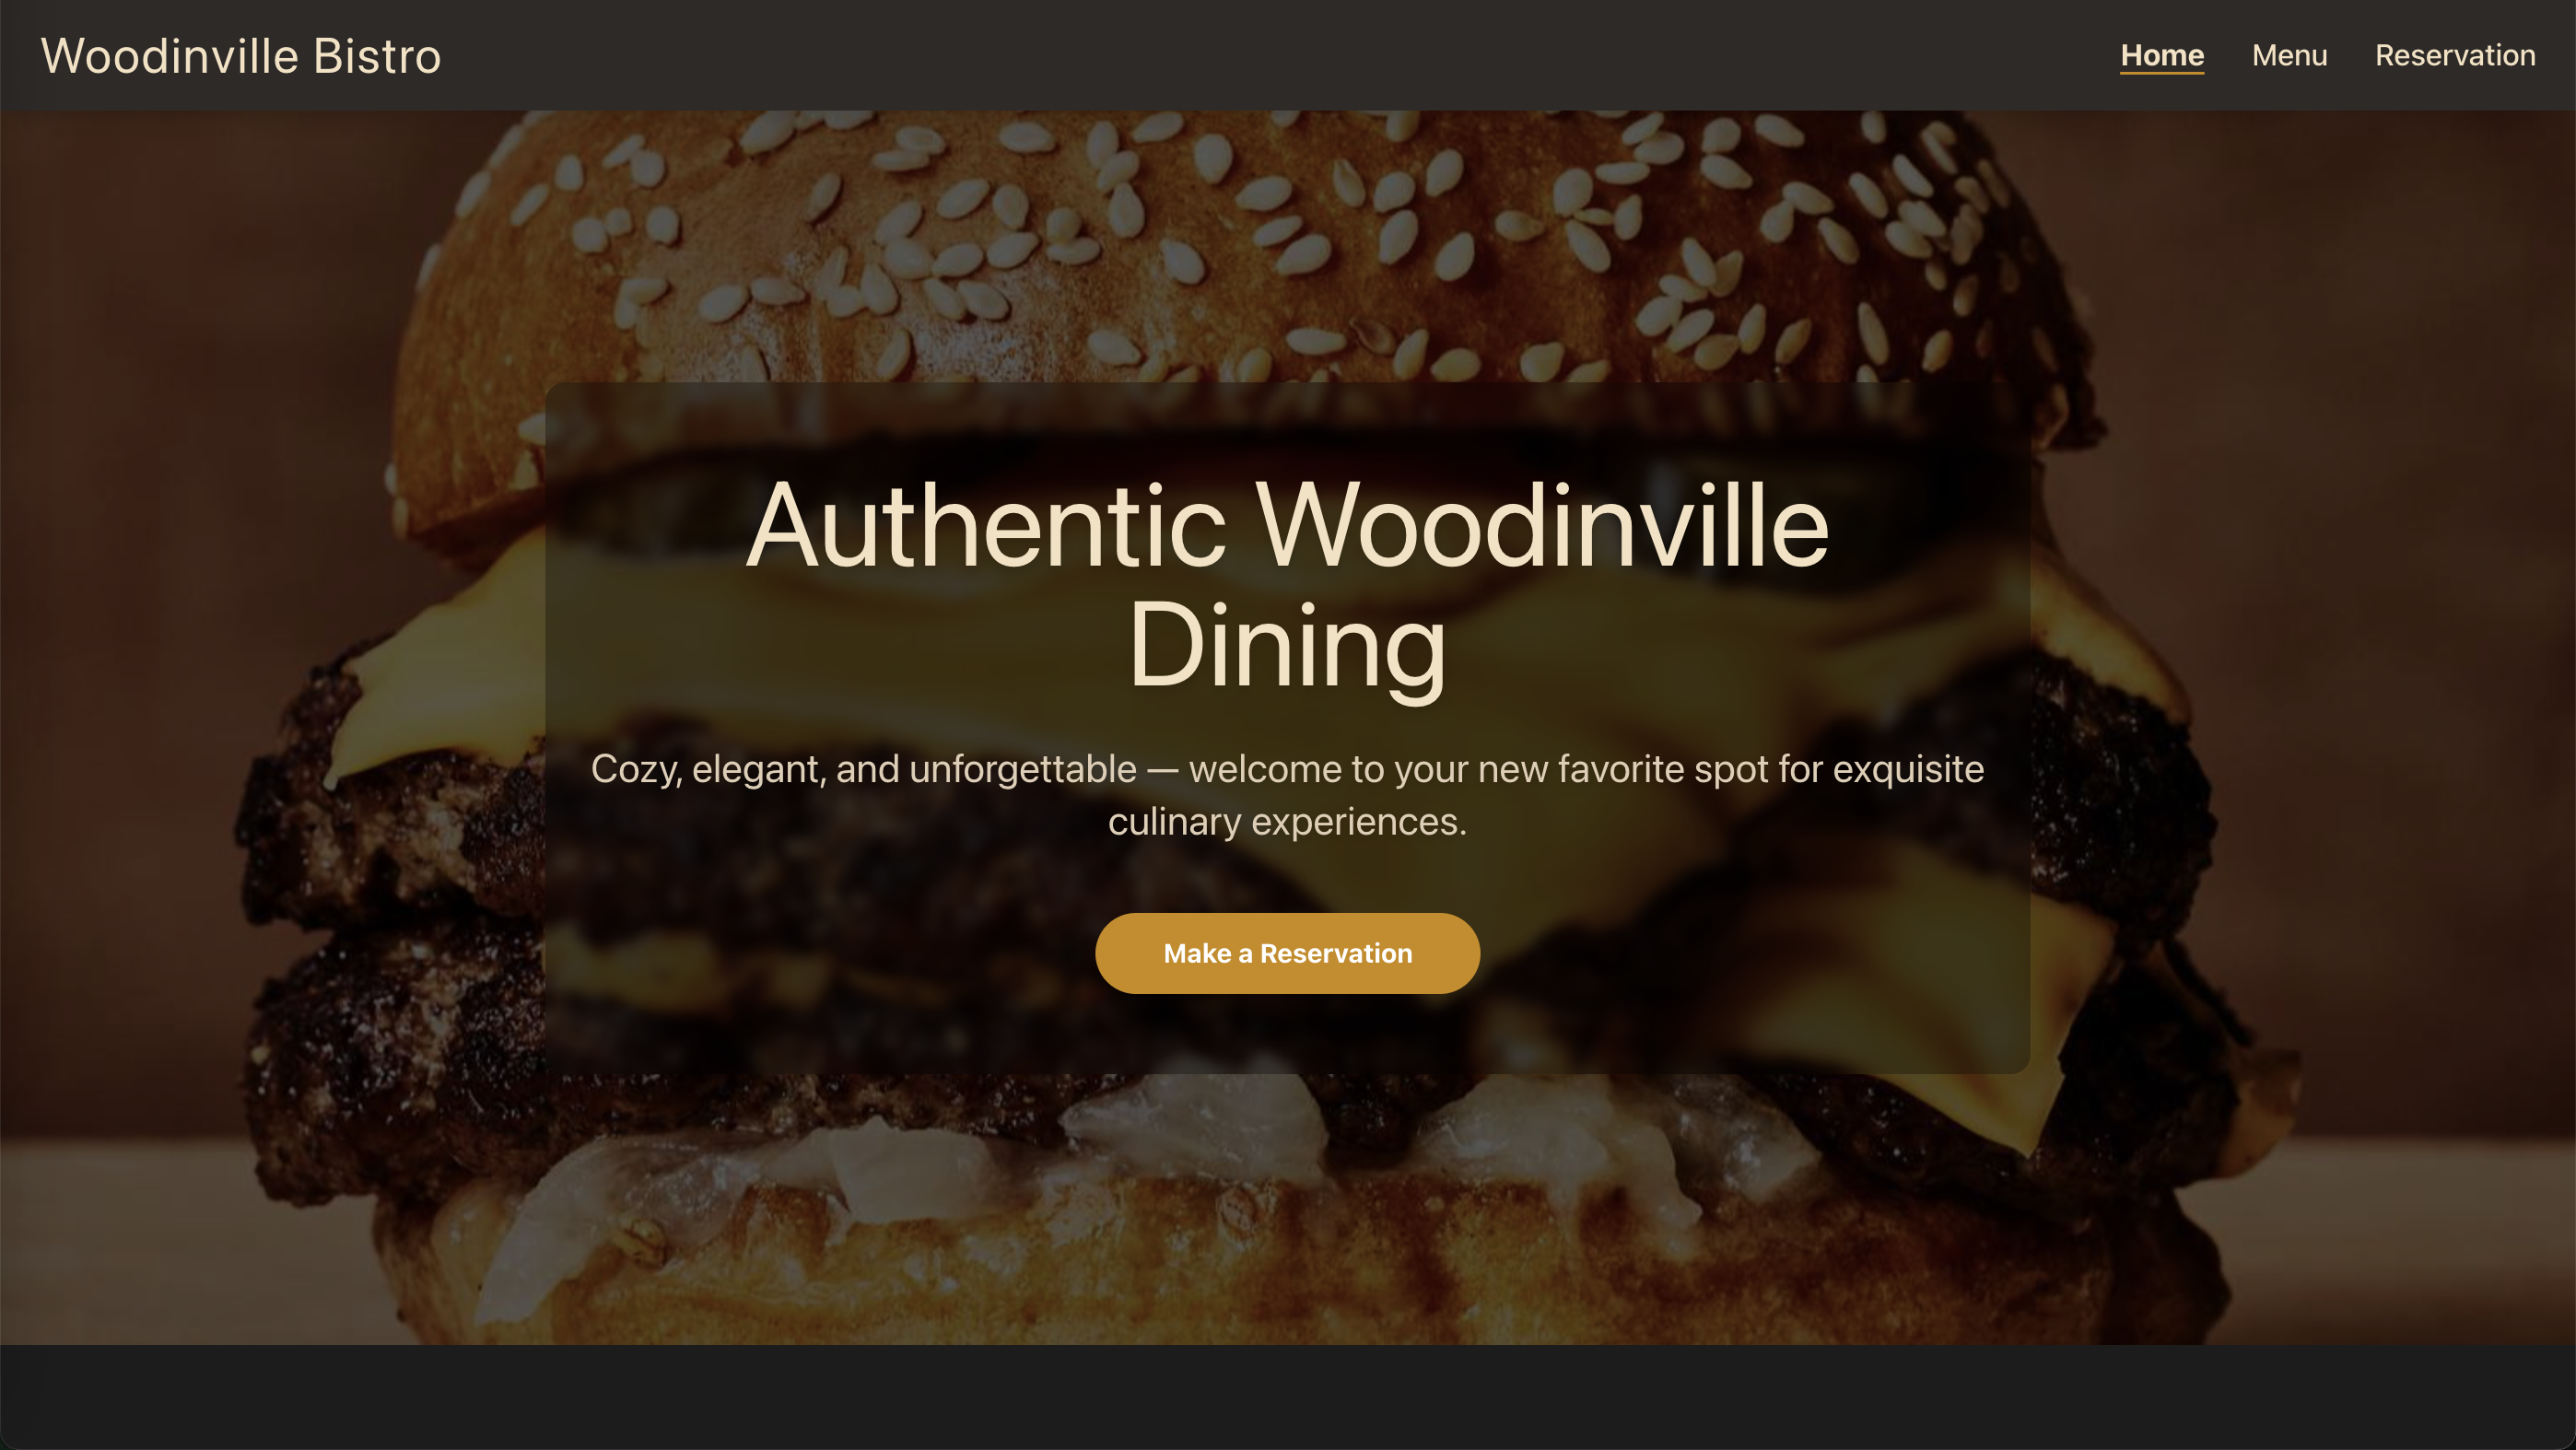 Woodinville Bistro
Home Menu Reservation
Authentic Woodinville
Dining
Cozy, elegant, and unforgettable — welcome to your new favorite spot for exquisite
culinary experiences.
Make a Reservation